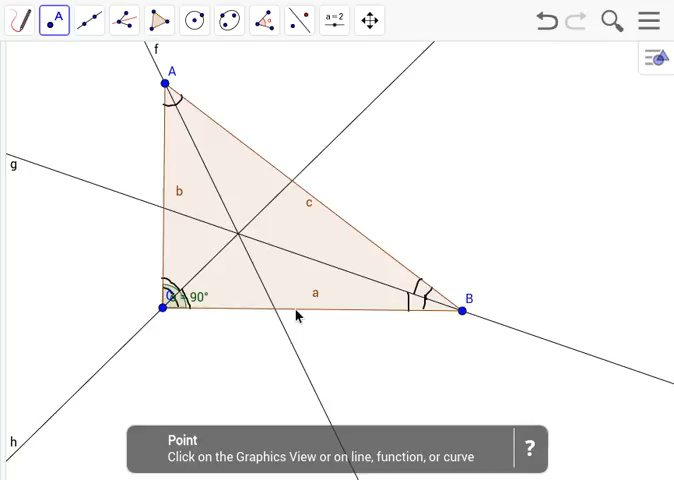 A
α
a=2
f
A
g
b
c
B
a
= 90°
h
Point
Click on the Graphics View or on line, function, or curve
?